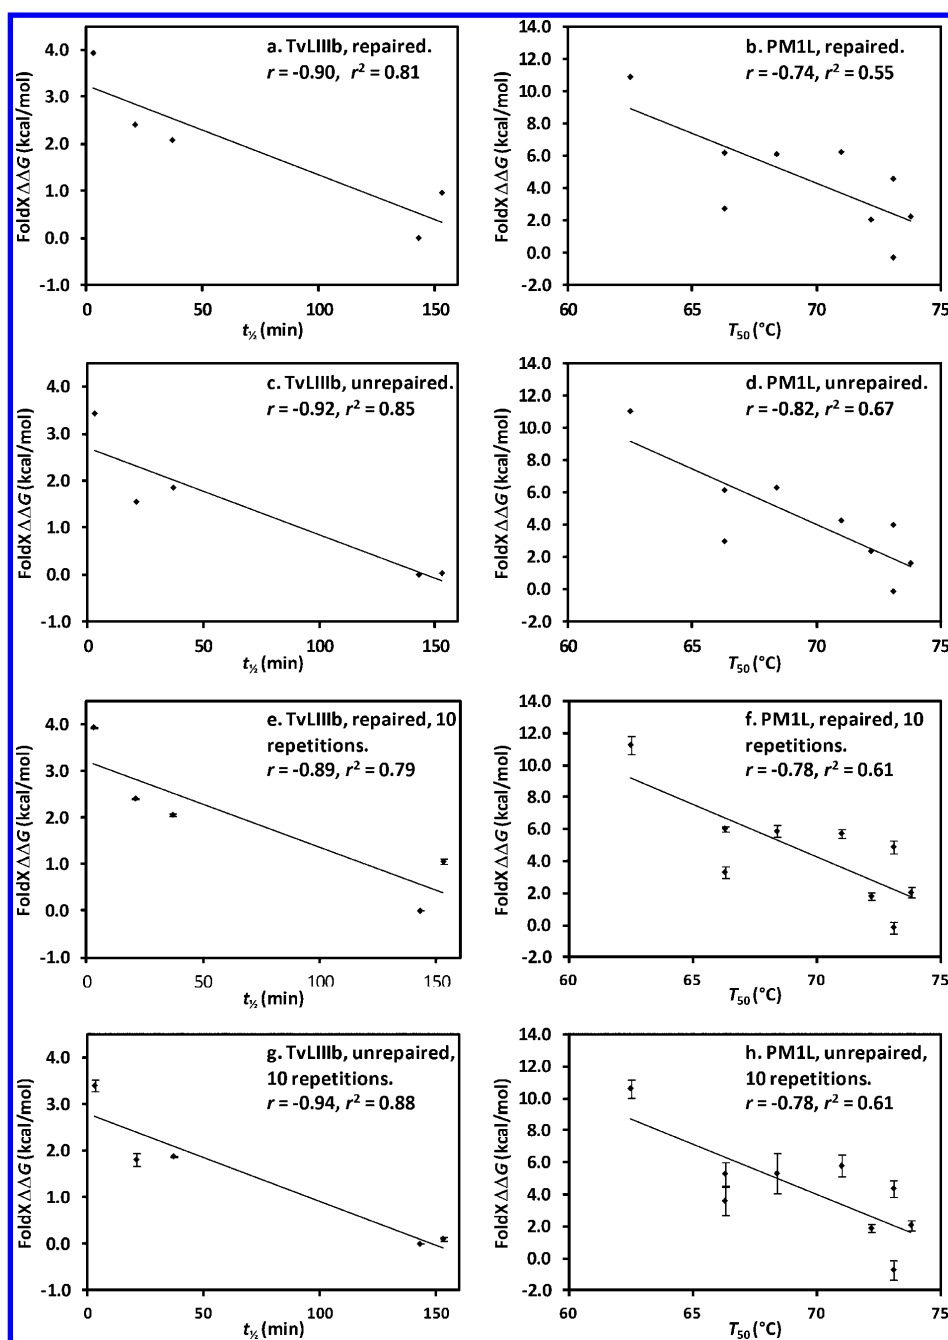 a. TvLIIIb, repaired.
r = -0.90, r² = 0.81
FoldX ΔΔG (kcal/mol)
4.0
3.0
2.0
1.0
0.0
-1.0
0 50 100 150
t½ (min)
b. PM1L, repaired.
r = -0.74, r² = 0.55
FoldX ΔΔG (kcal/mol)
14.0
12.0
10.0
8.0
6.0
4.0
2.0
0.0
-2.0
60 65 70 75
T50 (°C)
c. TvLIIIb, unrepaired.
r = -0.92, r² = 0.85
FoldX ΔΔG (kcal/mol)
4.0
3.0
2.0
1.0
0.0
-1.0
0 50 100 150
t½ (min)
d. PM1L, unrepaired.
r = -0.82, r² = 0.67
FoldX ΔΔG (kcal/mol)
14.0
12.0
10.0
8.0
6.0
4.0
2.0
0.0
-2.0
60 65 70 75
T50 (°C)
e. TvLIIIb, repaired, 10
repetitions.
r = -0.89, r² = 0.79
FoldX ΔΔG (kcal/mol)
4.0
3.0
2.0
1.0
0.0
-1.0
0 50 100 150
t½ (min)
f. PM1L, repaired, 10
repetitions.
r = -0.78, r² = 0.61
FoldX ΔΔG (kcal/mol)
14.0
12.0
10.0
8.0
6.0
4.0
2.0
0.0
-2.0
60 65 70 75
T50 (°C)
g. TvLIIIb, unrepaired,
10 repetitions.
r = -0.94, r² = 0.88
FoldX ΔΔG (kcal/mol)
4.0
3.0
2.0
1.0
0.0
-1.0
0 50 100 150
t½ (min)
h. PM1L, unrepaired,
10 repetitions.
r = -0.78, r² = 0.61
FoldX ΔΔG (kcal/mol)
14.0
12.0
10.0
8.0
6.0
4.0
2.0
0.0
-2.0
60 65 70 75
T50 (°C)